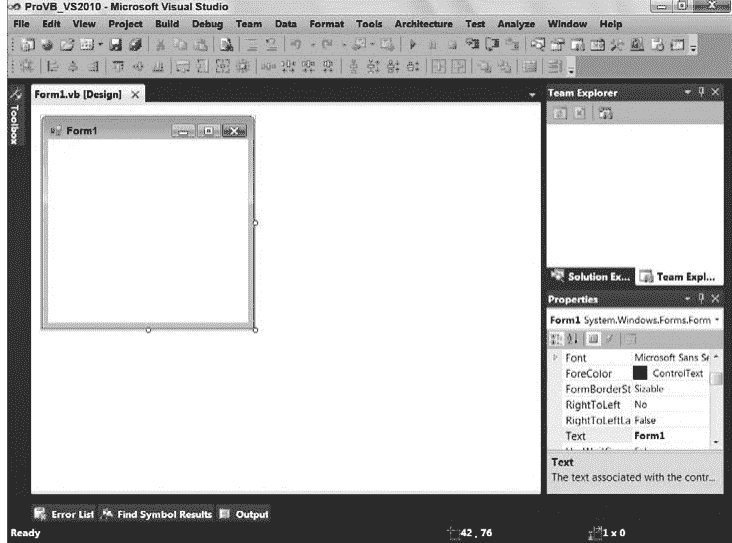 ProVB_VS2010 - Microsoft Visual Studio
File Edit View Project Build Debug Team Data Format Tools Architecture Test Analyze Window Help
Form1.vb [Design]
Team Explorer
Toolbox
Form1
Solution Ex... Team Expl...
Properties
Form1 System.Windows.Forms.Form
Font Microsoft Sans Se
ForeColor ControlText
FormBorderSt Sizable
RightToLeft No
RightToLeftLa False
Text Form1
Text
The text associated with the contr...
Error List Find Symbol Results Output
Ready 42 , 76 1 x 0